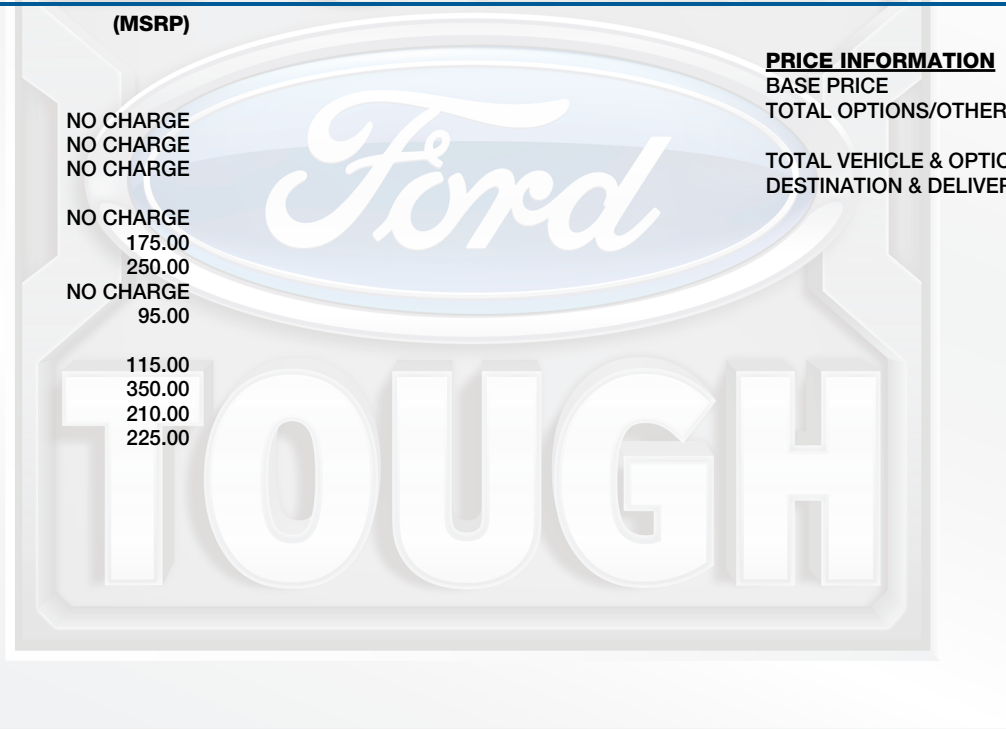 (MSRP)
NO CHARGE
NO CHARGE
NO CHARGE
NO CHARGE
175.00
250.00
NO CHARGE
95.00
115.00
350.00
210.00
225.00
PRICE INFORMATION
BASE PRICE
TOTAL OPTIONS/OTHER
TOTAL VEHICLE & OPTIO
DESTINATION & DELIVER
Ford
TOUGH